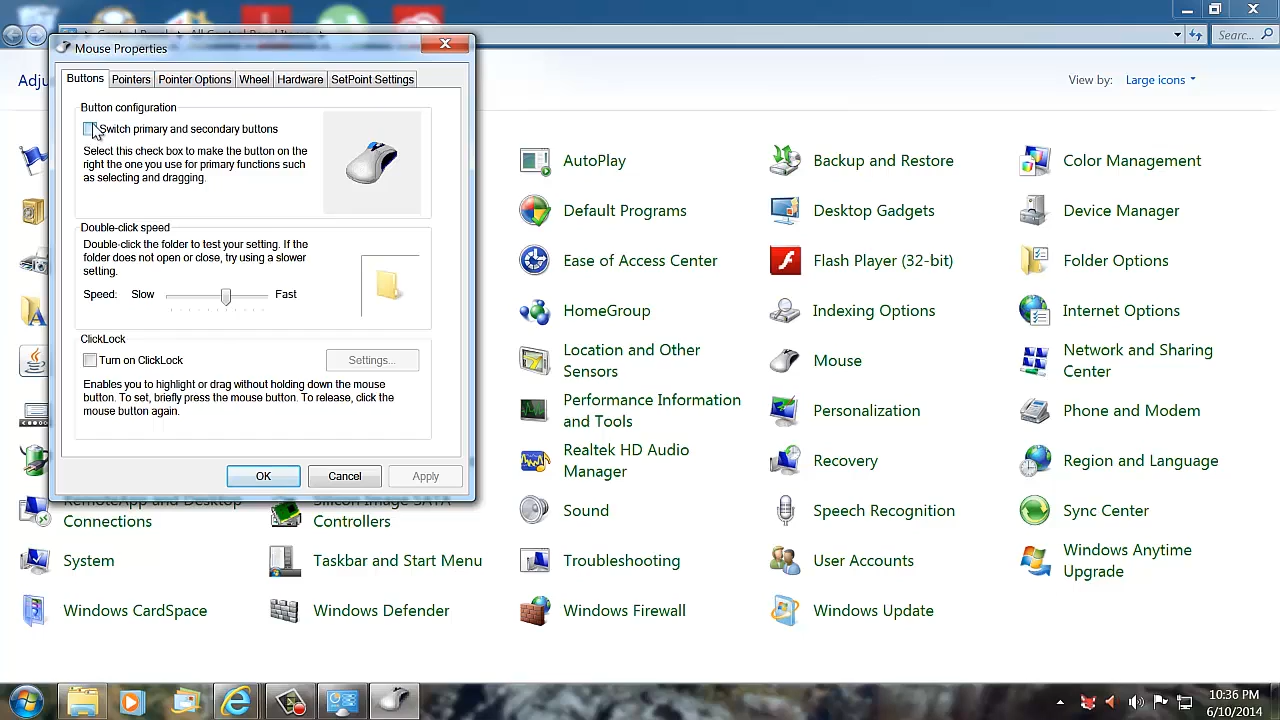 Mouse Properties
Searc...
Adju
View by: Large icons
Buttons
Pointers
Pointer Options
Wheel
Hardware
SetPoint Settings
Button configuration
Switch primary and secondary buttons
Select this check box to make the button on the
right the one you use for primary functions such
as selecting and dragging.
Double-click speed
Double-click the folder to test your setting. If the
folder does not open or close, try using a slower
setting.
Speed: Slow Fast
ClickLock
Turn on ClickLock
Settings...
Enables you to highlight or drag without holding down the mouse
button. To set, briefly press the mouse button. To release, click the
mouse button again.
OK
Cancel
Apply
AutoPlay
Backup and Restore
Color Management
Default Programs
Desktop Gadgets
Device Manager
Ease of Access Center
Flash Player (32-bit)
Folder Options
HomeGroup
Indexing Options
Internet Options
Location and Other
Sensors
Mouse
Network and Sharing
Center
Performance Information
and Tools
Personalization
Phone and Modem
Realtek HD Audio
Manager
Recovery
Region and Language
RemoteApp and Desktop
Connections
Silicon Image SATA
Controllers
Sound
Speech Recognition
Sync Center
System
Taskbar and Start Menu
Troubleshooting
User Accounts
Windows Anytime
Upgrade
Windows CardSpace
Windows Defender
Windows Firewall
Windows Update
10:36 PM
6/10/2014